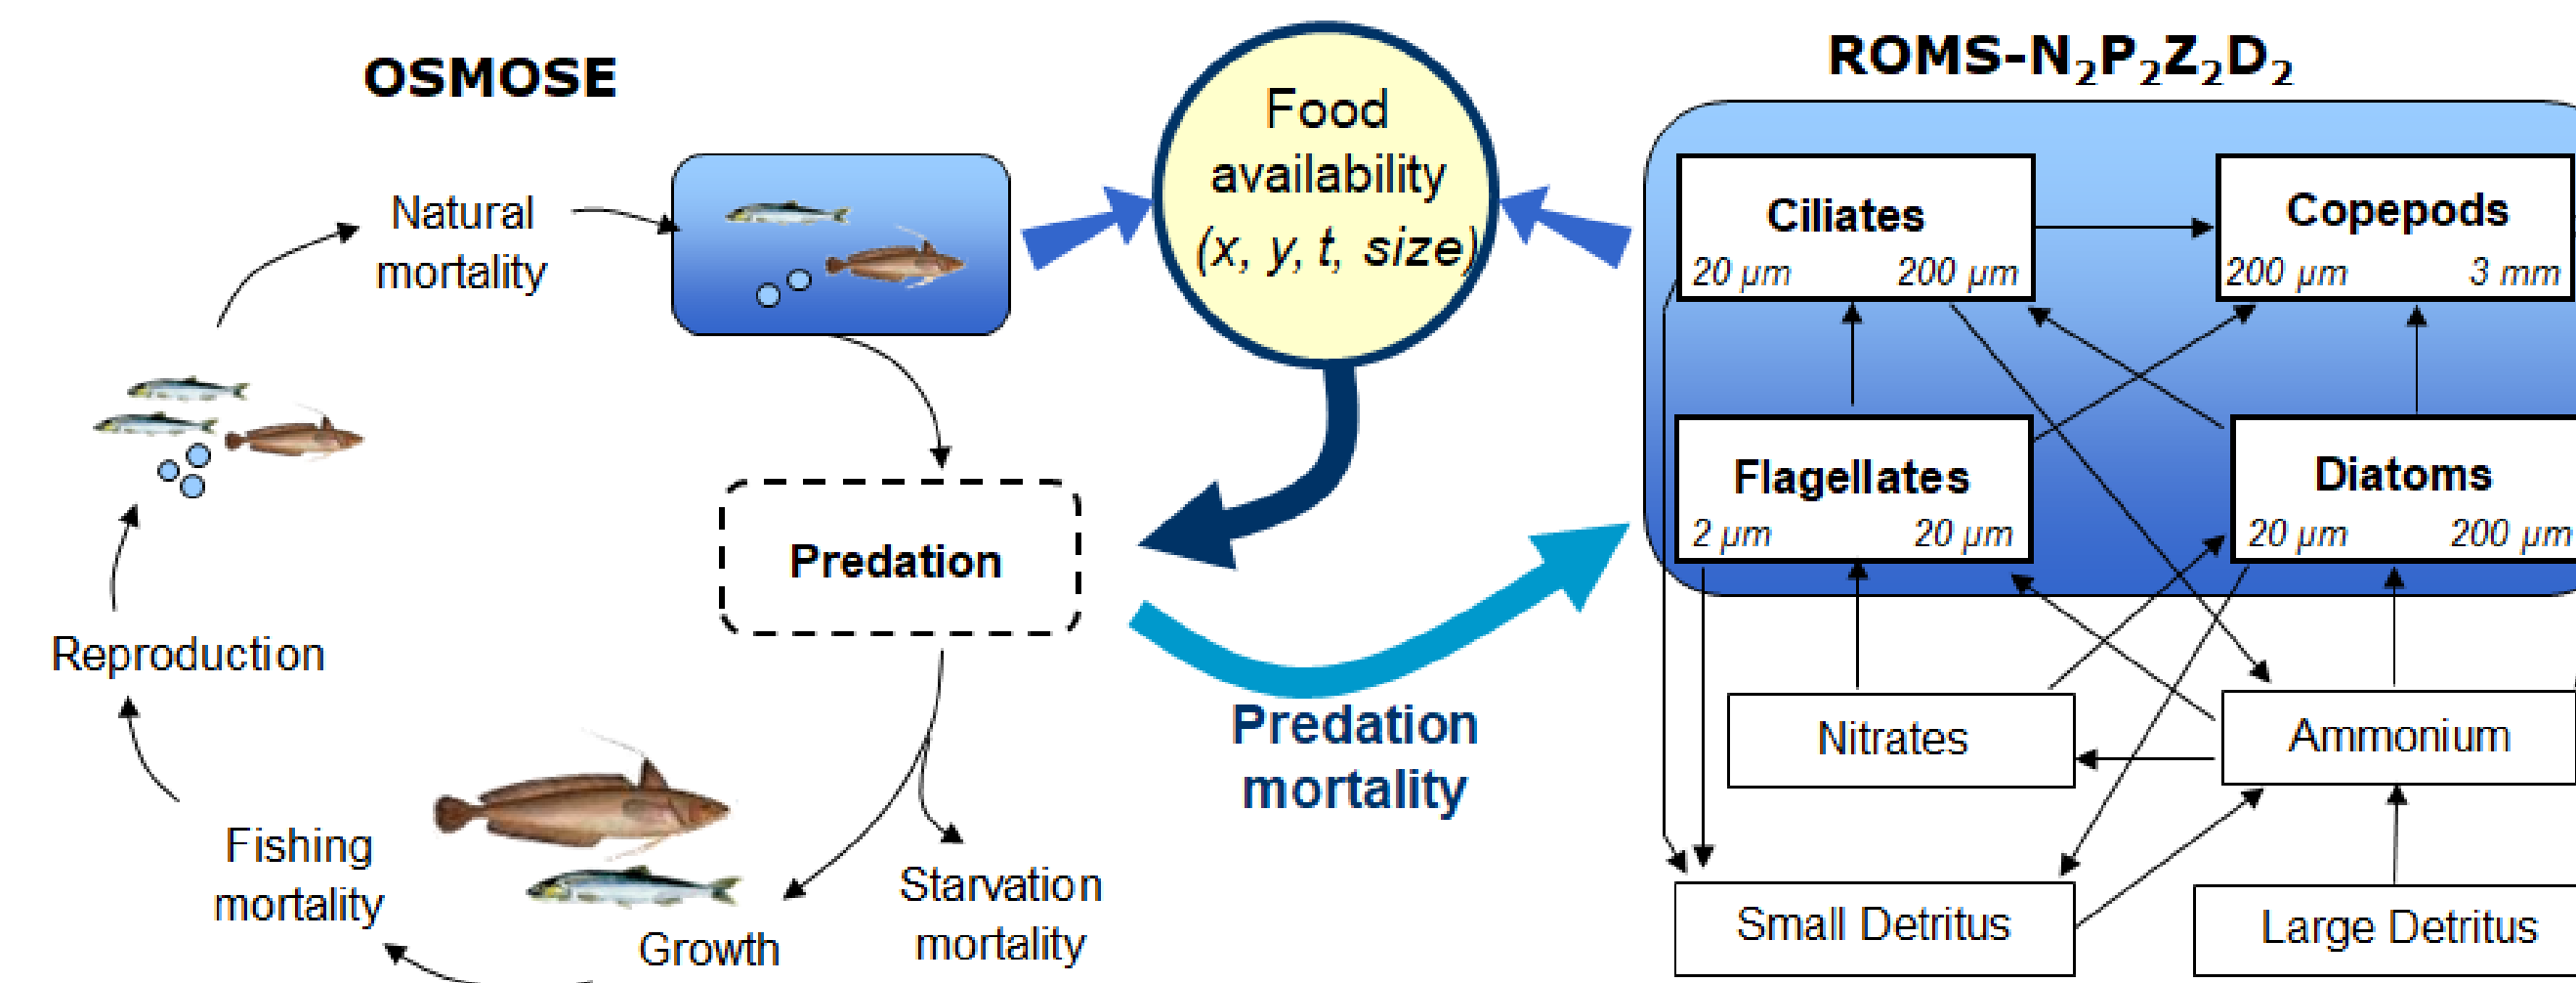 OSMOSE
Natural
mortality
Reproduction
Fishing
mortality
Growth
Starvation
mortality
Predation
Food
availability
(x, y, t, size)
Predation
mortality
ROMS-N₂P₂Z₂D₂
Ciliates
20 µm 200 µm
Copepods
200 µm 3 mm
Flagellates
2 µm 20 µm
Diatoms
20 µm 200 µm
Nitrates
Ammonium
Small Detritus
Large Detritus